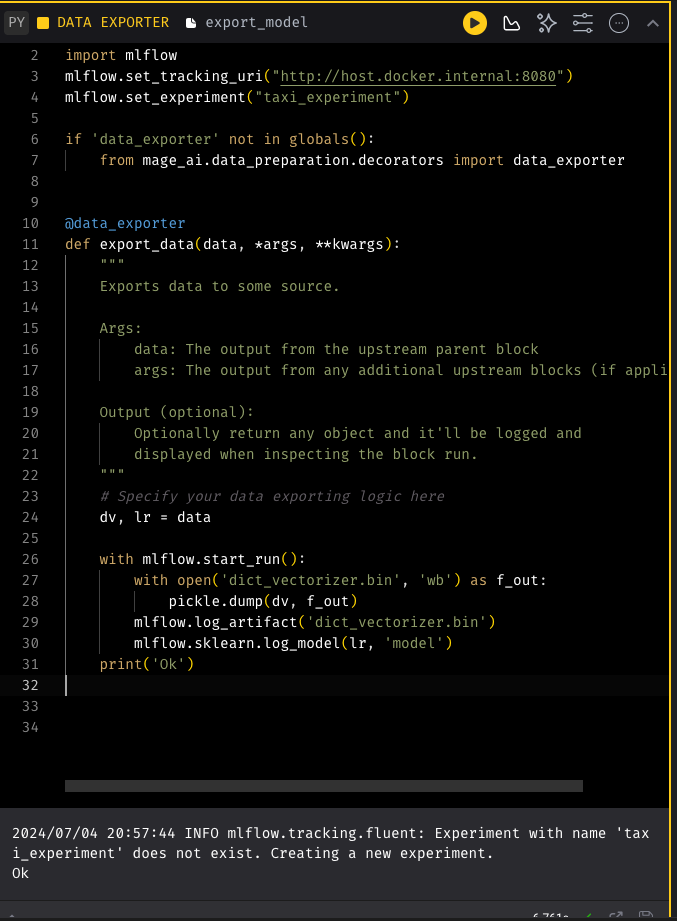 PY DATA EXPORTER export_model
2 import mlflow
3 mlflow.set_tracking_uri("http://host.docker.internal:8080")
4 mlflow.set_experiment("taxi_experiment")
5
6 if 'data_exporter' not in globals():
7     from mage_ai.data_preparation.decorators import data_exporter
8
9
10 @data_exporter
11 def export_data(data, *args, **kwargs):
12     """
13     Exports data to some source.
14
15     Args:
16         data: The output from the upstream parent block
17         args: The output from any additional upstream blocks (if appli
18
19     Output (optional):
20         Optionally return any object and it'll be logged and
21         displayed when inspecting the block run.
22     """
23     # Specify your data exporting logic here
24     dv, lr = data
25
26     with mlflow.start_run():
27         with open('dict_vectorizer.bin', 'wb') as f_out:
28             pickle.dump(dv, f_out)
29         mlflow.log_artifact('dict_vectorizer.bin')
30         mlflow.sklearn.log_model(lr, 'model')
31     print('Ok')
32
33
34
2024/07/04 20:57:44 INFO mlflow.tracking.fluent: Experiment with name 'tax
i_experiment' does not exist. Creating a new experiment.
Ok